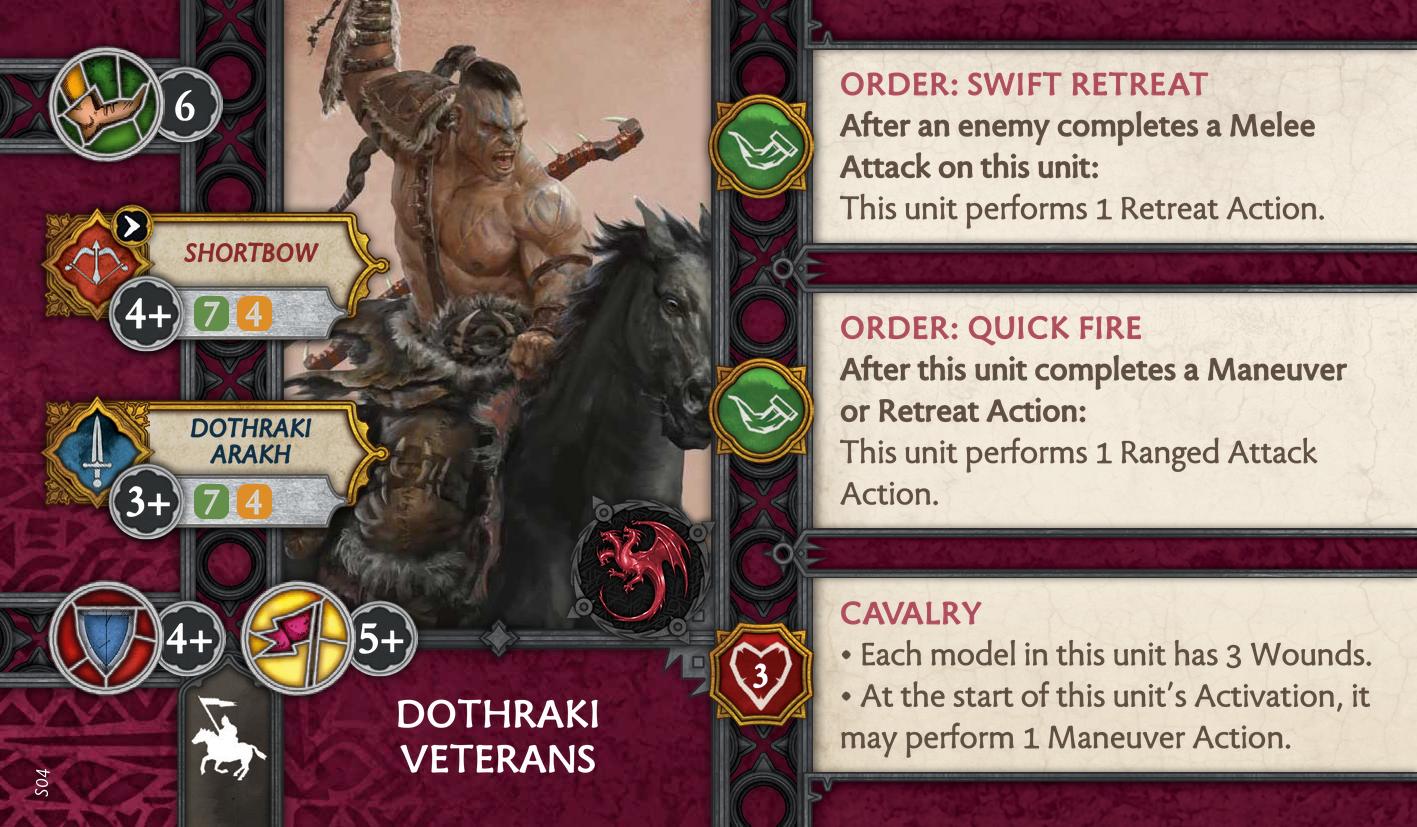 6
SHORTBOW
4+ 7 4
DOTHRAKI
ARAKH
3+ 7 4
4+ 5+
DOTHRAKI
VETERANS
S04
ORDER: SWIFT RETREAT
After an enemy completes a Melee
Attack on this unit:
This unit performs 1 Retreat Action.
ORDER: QUICK FIRE
After this unit completes a Maneuver
or Retreat Action:
This unit performs 1 Ranged Attack
Action.
3
CAVALRY
• Each model in this unit has 3 Wounds.
• At the start of this unit’s Activation, it
may perform 1 Maneuver Action.